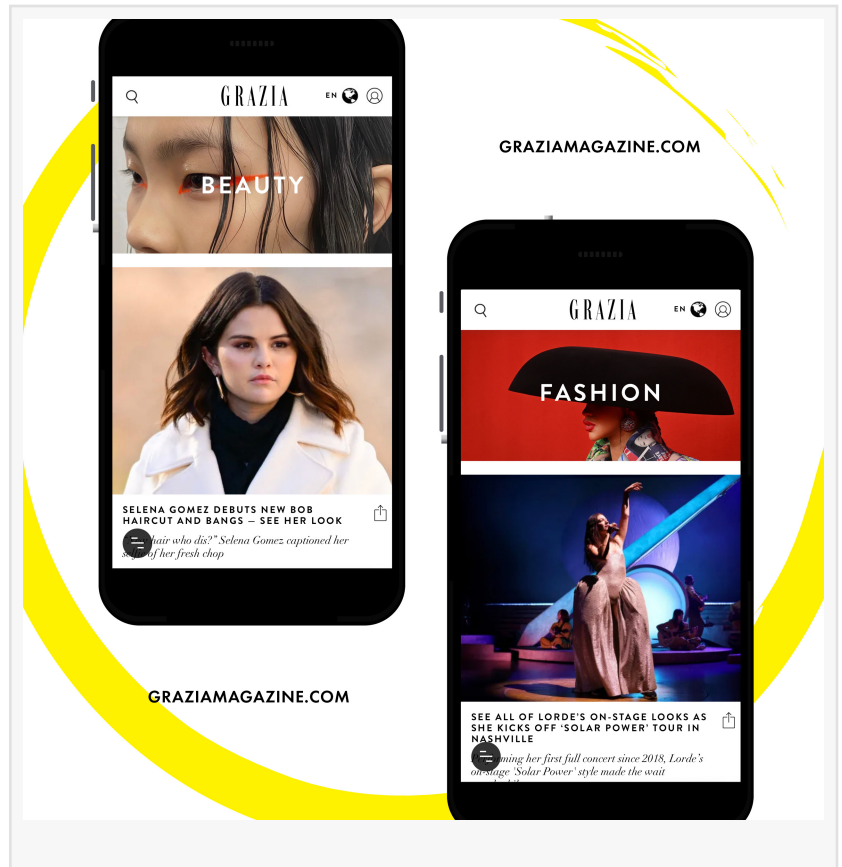 GRAZIA
EN
BEAUTY
SELENA GOMEZ DEBUTS NEW BOB
HAIRCUT AND BANGS – SEE HER LOOK
hair who dis?” Selena Gomez captioned her
selfie of her fresh chop
GRAZIAMAGAZINE.COM
GRAZIAMAGAZINE.COM
GRAZIA
EN
FASHION
SEE ALL OF LORDE’S ON-STAGE LOOKS AS
SHE KICKS OFF ‘SOLAR POWER’ TOUR IN
NASHVILLE
her first full concert since 2018, Lorde’s
on-stage 'Solar Power' style made the wait